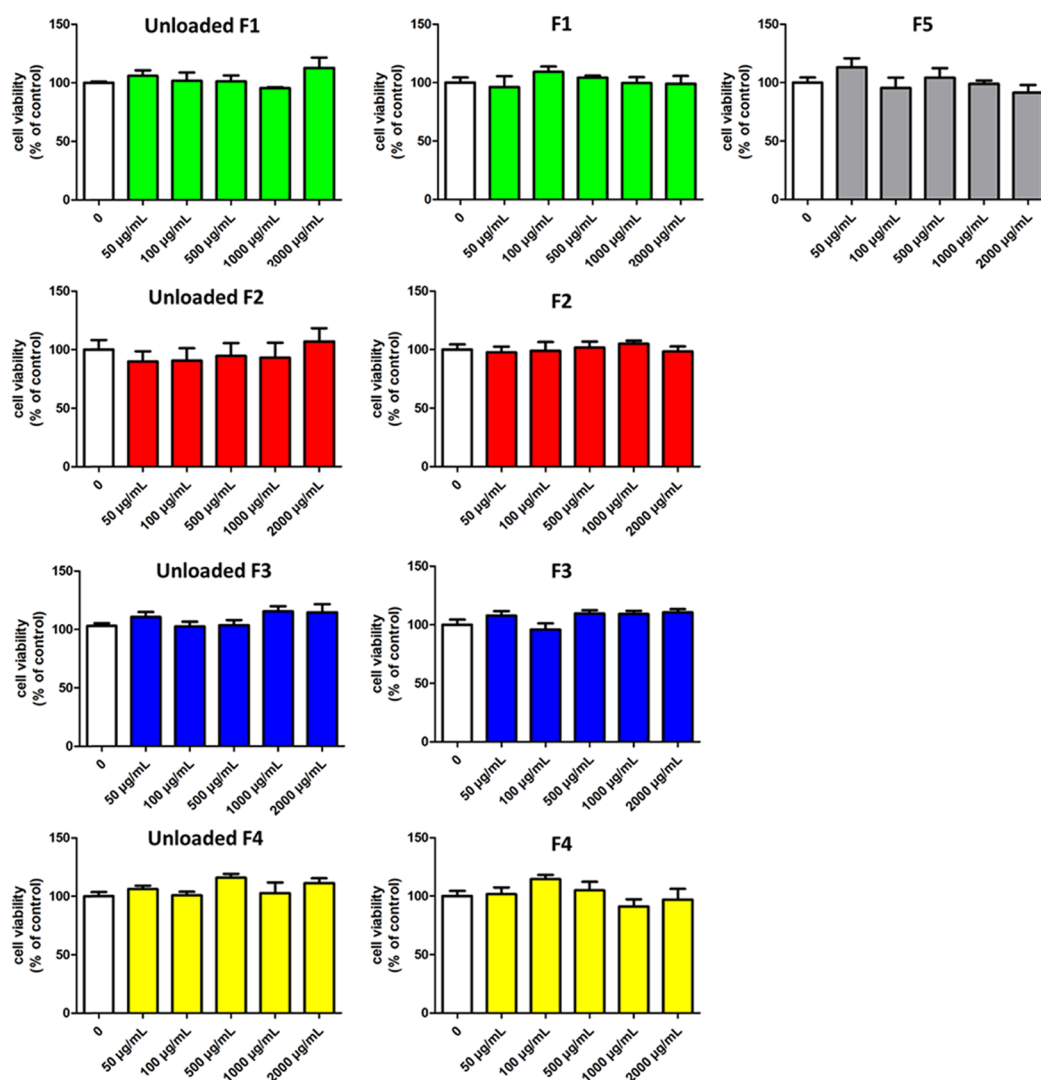 Unloaded F1
150
100
50
0
cell viability
(% of control)
0
50 µg/mL
100 µg/mL
500 µg/mL
1000 µg/mL
2000 µg/mL
F1
150
100
50
0
cell viability
(% of control)
0
50 µg/mL
100 µg/mL
500 µg/mL
1000 µg/mL
2000 µg/mL
F5
150
100
50
0
cell viability
(% of control)
0
50 µg/mL
100 µg/mL
500 µg/mL
1000 µg/mL
2000 µg/mL
Unloaded F2
150
100
50
0
cell viability
(% of control)
0
50 µg/mL
100 µg/mL
500 µg/mL
1000 µg/mL
2000 µg/mL
F2
150
100
50
0
cell viability
(% of control)
0
50 µg/mL
100 µg/mL
500 µg/mL
1000 µg/mL
2000 µg/mL
Unloaded F3
150
100
50
0
cell viability
(% of control)
0
50 µg/mL
100 µg/mL
500 µg/mL
1000 µg/mL
2000 µg/mL
F3
150
100
50
0
cell viability
(% of control)
0
50 µg/mL
100 µg/mL
500 µg/mL
1000 µg/mL
2000 µg/mL
Unloaded F4
150
100
50
0
cell viability
(% of control)
0
50 µg/mL
100 µg/mL
500 µg/mL
1000 µg/mL
2000 µg/mL
F4
150
100
50
0
cell viability
(% of control)
0
50 µg/mL
100 µg/mL
500 µg/mL
1000 µg/mL
2000 µg/mL